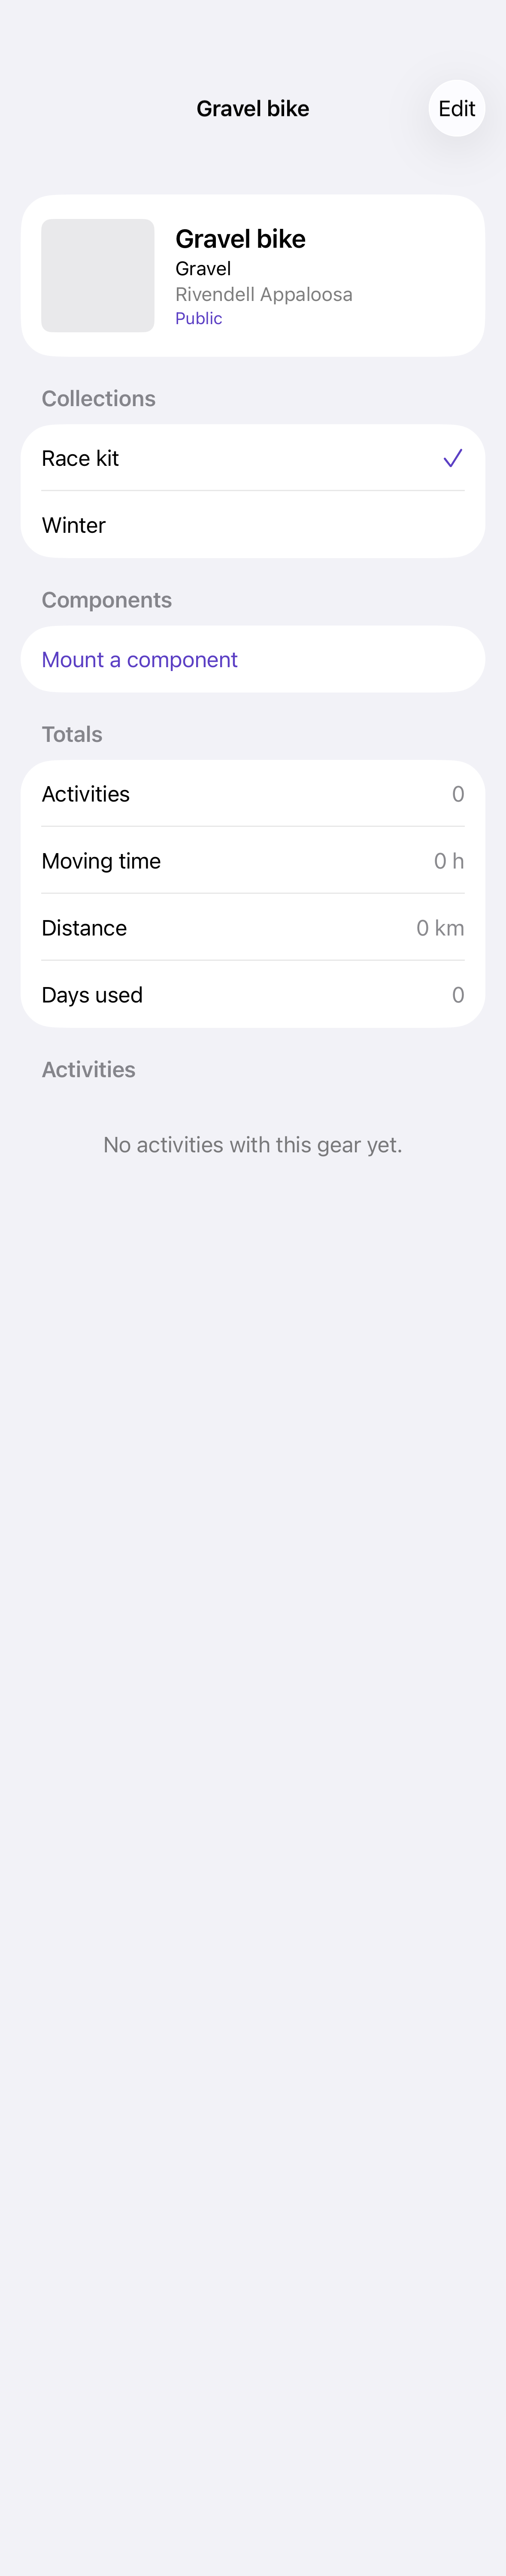 Gravel bike
Edit
Gravel bike
Gravel
Rivendell Appaloosa
Public
Collections
Race kit
Winter
Components
Mount a component
Totals
Activities 0
Moving time 0 h
Distance 0 km
Days used 0
Activities
No activities with this gear yet.